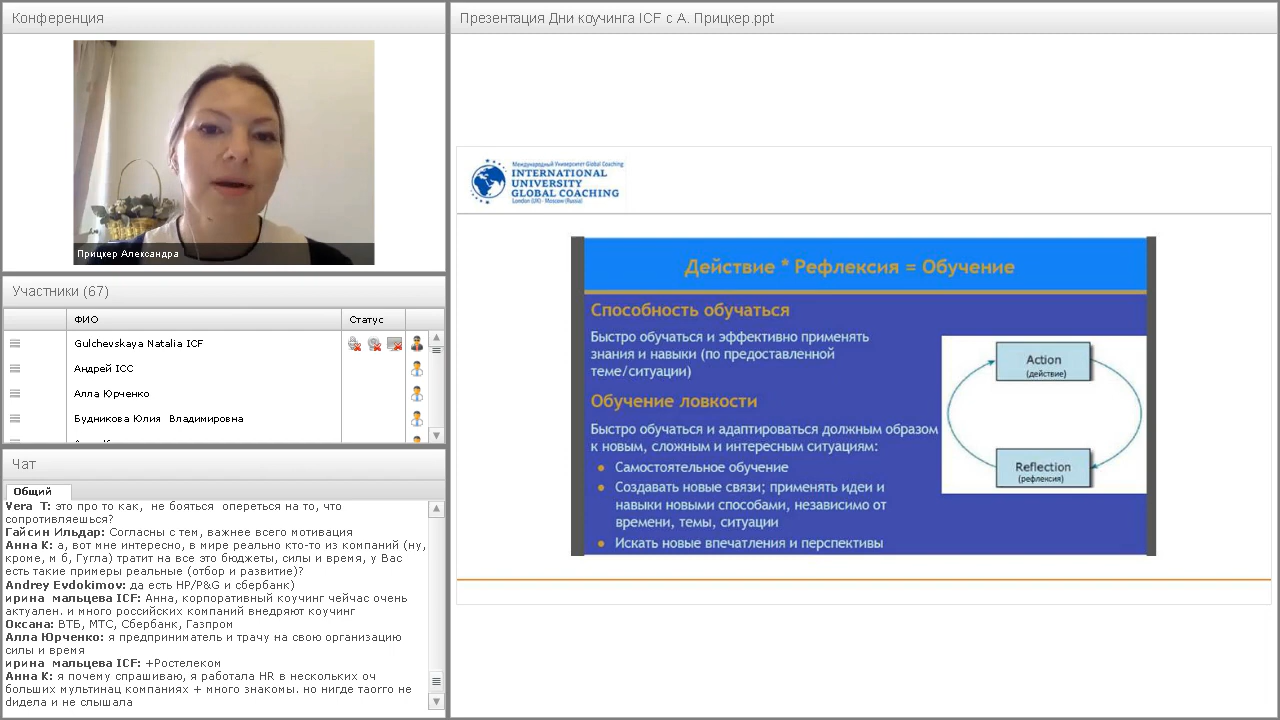 Конференция
Прицкер Александра
Участники (67)
ФИО
Статус
Gulchevskaya Natalia ICF
Андрей ICC
Алла Юрченко
Будникова Юлия Владимировна
Чат
Общий
Vera T: это про то как, не бояться опереться на то, что
сопротивляешься?
Гайсин Ильдар: Согласны с тем, важнее всего мотивация
Анна К: а, вот мне интересно, в мире реально кто-то из компаний (ну,
кроме, м б, Гугла) тратит на все это бюджеты, силы и время, у Вас
есть такие примеры реальные (отбор и развитие)?
Andrey Evdokimov: да есть HP/P&G и сбербанк)
ирина мальцева ICF: Анна, корпоративный коучинг чейчас очень
актуален. и много российских компаний внедряют коучинг
Оксана: ВТБ, МТС, Сбербанк, Газпром
Алла Юрченко: я предприниматель и трачу на свою организацию
силы и время
ирина мальцева ICF: +Ростелеком
Анна К: я почему спрашиваю, я работала HR в нескольких оч
больших мультинац компаниях + много знакомы. но нигде таогго не
видела и не слышала
Презентация Дни коучинга ICF с А. Прицкер.ppt
Международный Университет Global Coaching
INTERNATIONAL
UNIVERSITY
GLOBAL COACHING
London (UK) - Moscow (Russia)
Действие * Рефлексия = Обучение
Способность обучаться
Быстро обучаться и эффективно применять
знания и навыки (по предоставленной
теме/ситуации)
Обучение ловкости
Быстро обучаться и адаптироваться должным образом
к новым, сложным и интересным ситуациям:
● Самостоятельное обучение
● Создавать новые связи; применять идеи и
навыки новыми способами, независимо от
времени, темы, ситуации
● Искать новые впечатления и перспективы
Action
(действие)
Reflection
(рефлексия)